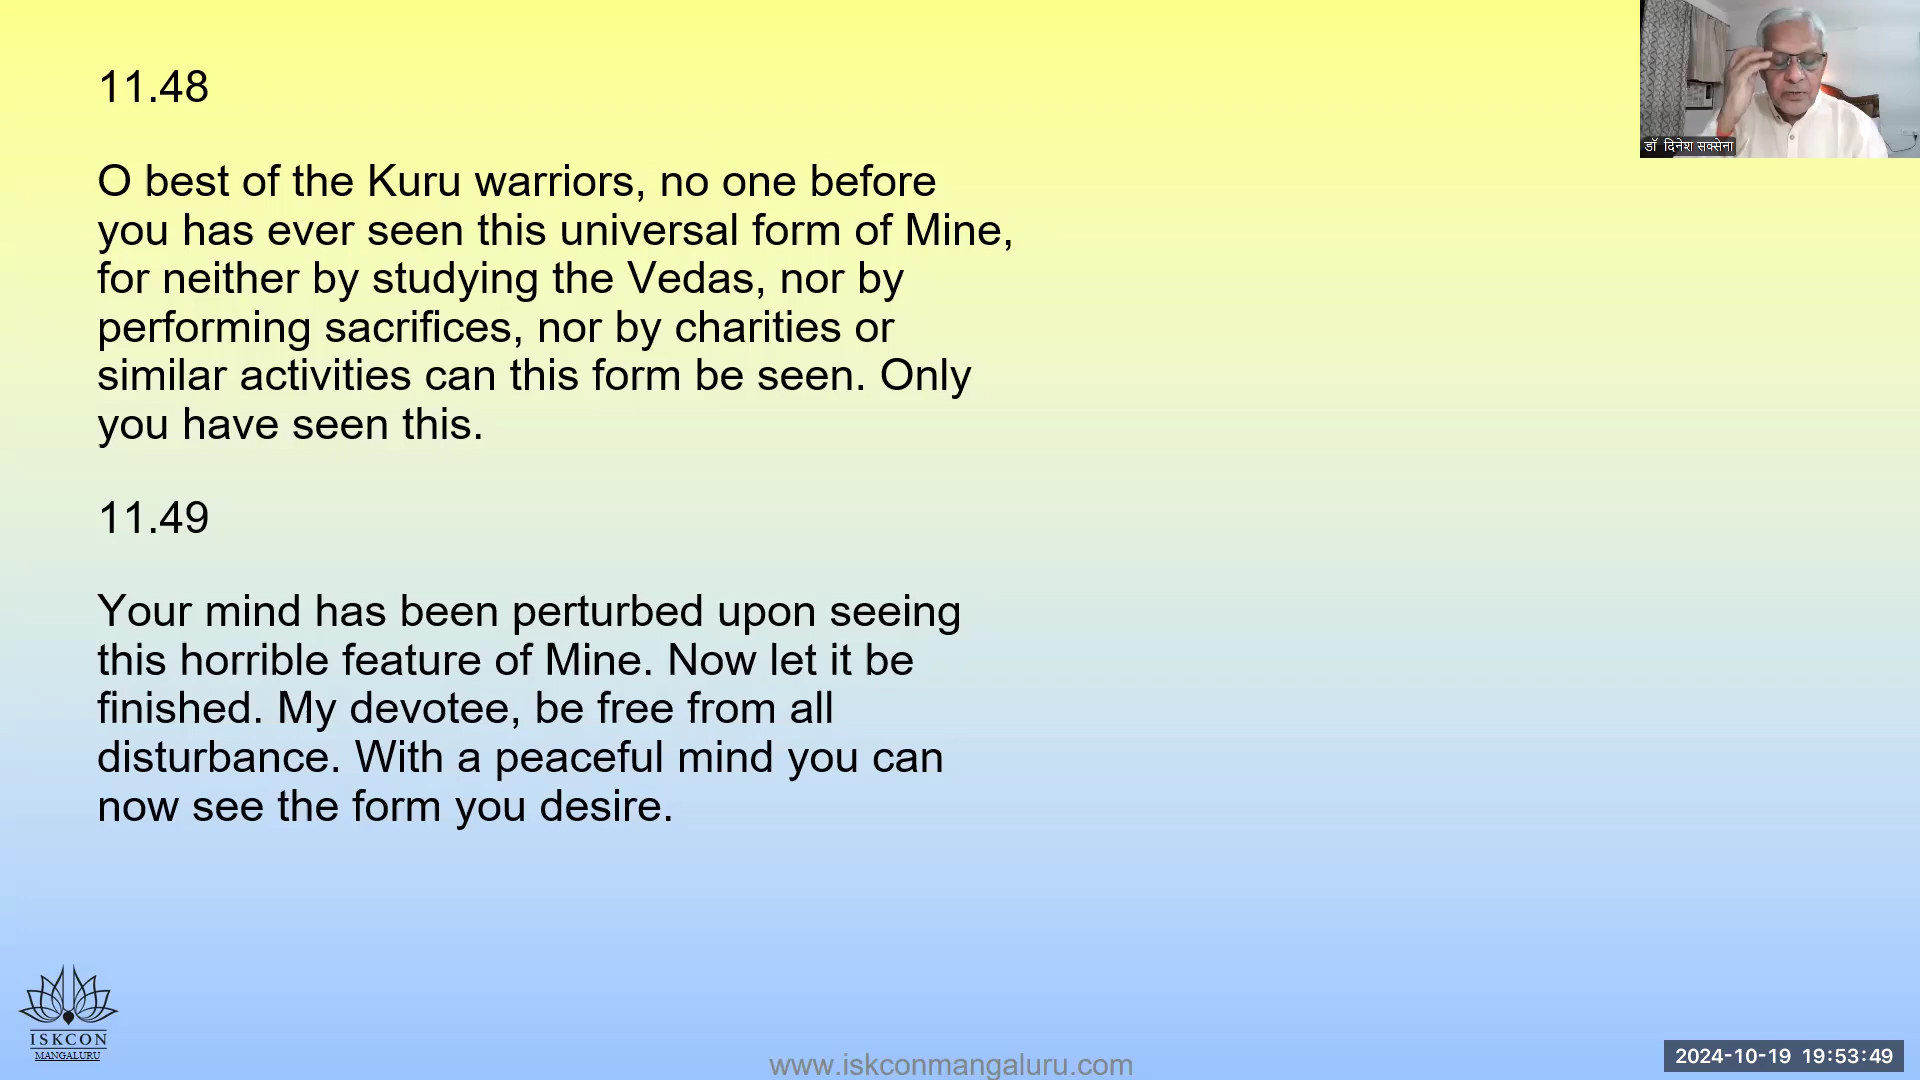 11.48
O best of the Kuru warriors, no one before
you has ever seen this universal form of Mine,
for neither by studying the Vedas, nor by
performing sacrifices, nor by charities or
similar activities can this form be seen. Only
you have seen this.
11.49
Your mind has been perturbed upon seeing
this horrible feature of Mine. Now let it be
finished. My devotee, be free from all
disturbance. With a peaceful mind you can
now see the form you desire.
डॉ दिनेश सक्सेना
ISKCON
MANGALURU
www.iskconmangaluru.com
2024-10-19 19:53:49